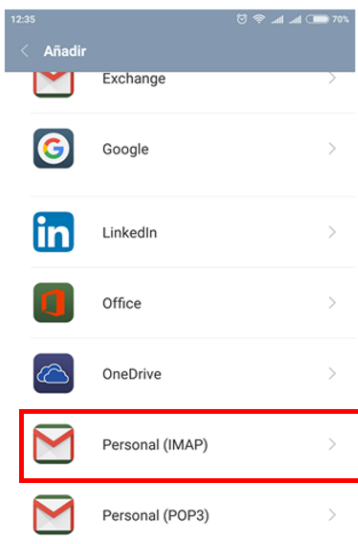 12:35
70%
Añadir
Exchange
Google
LinkedIn
Office
OneDrive
Personal (IMAP)
Personal (POP3)